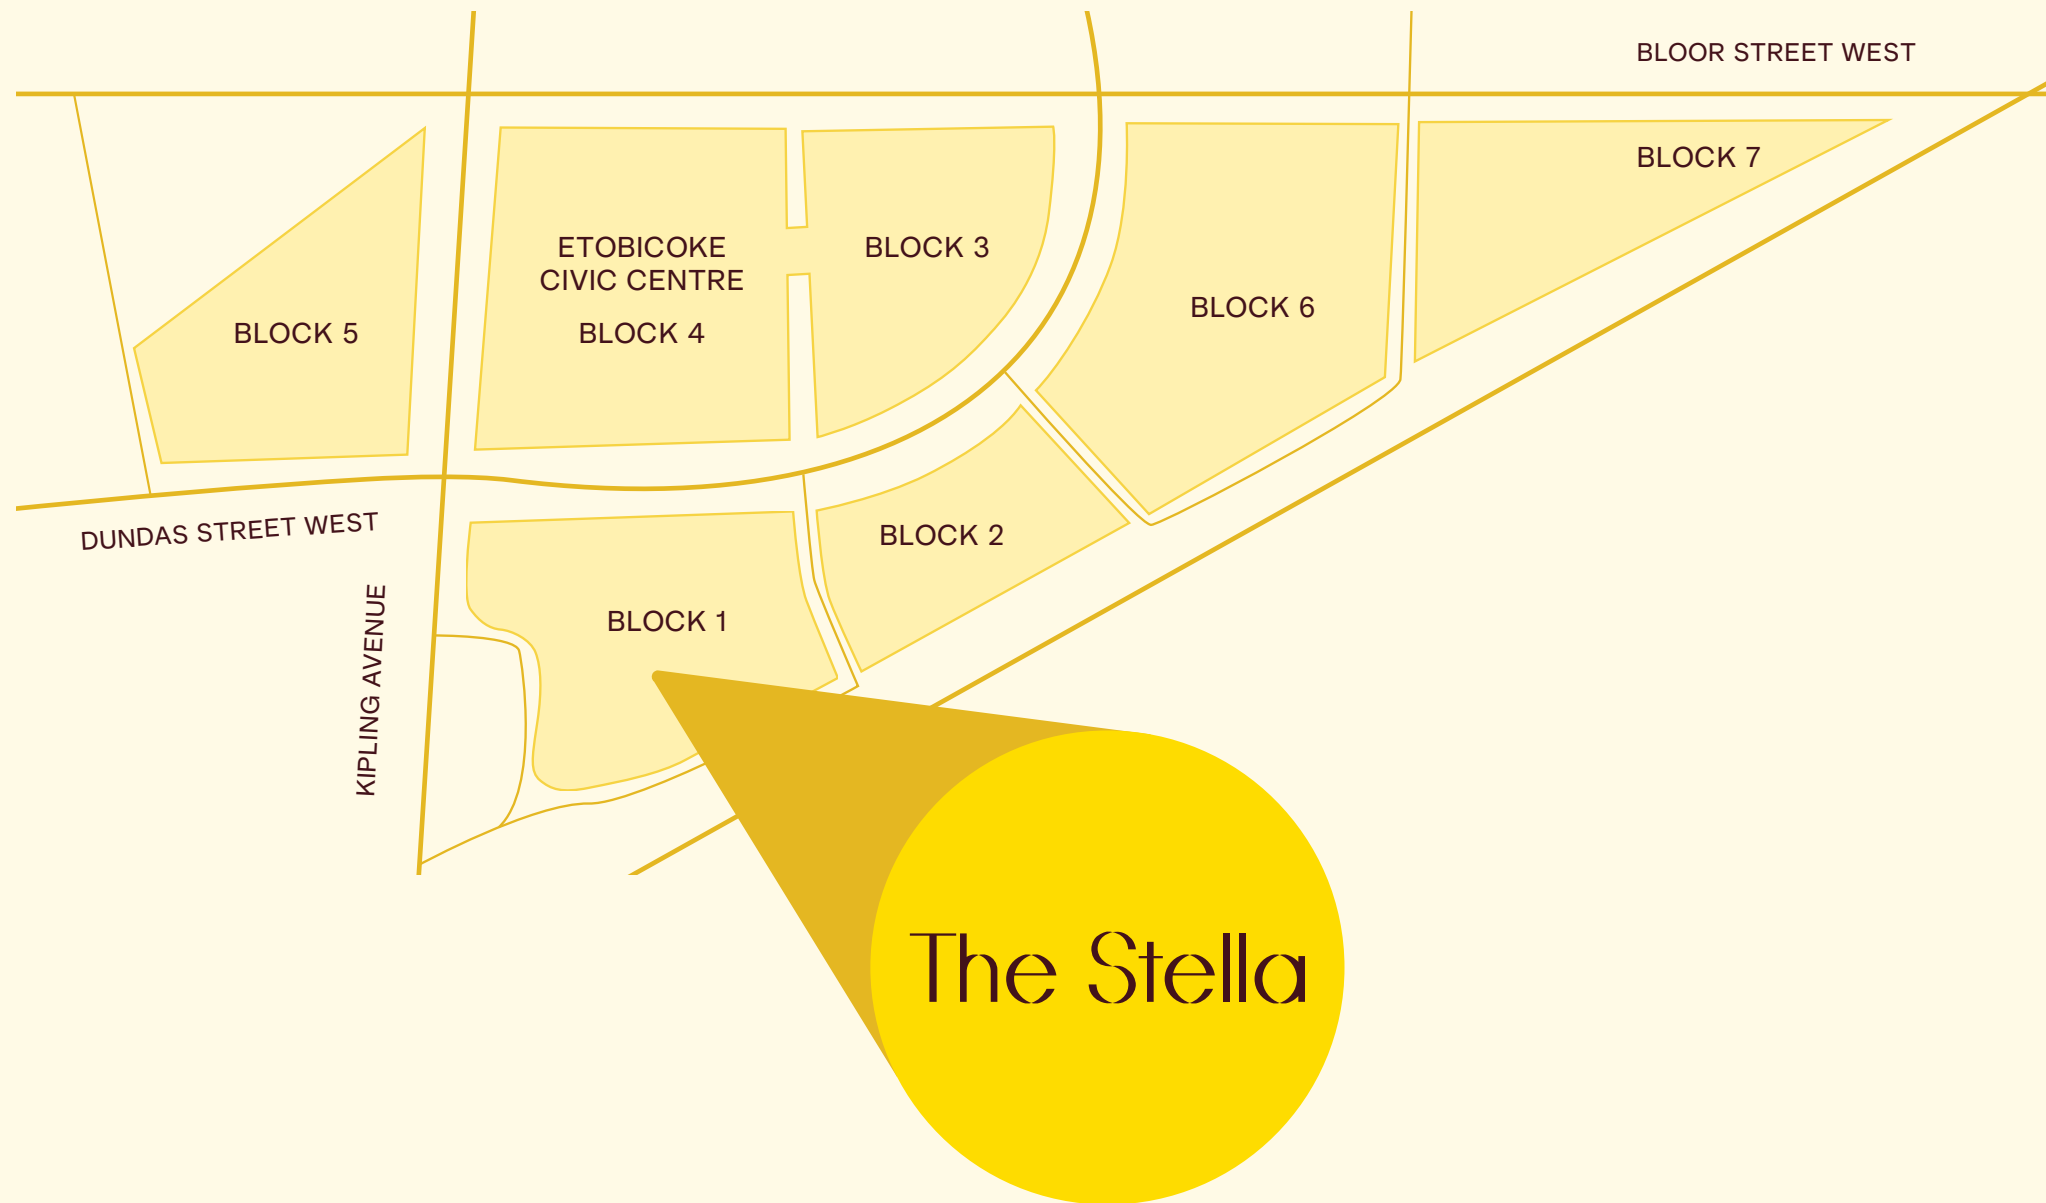 BLOOR STREET WEST
BLOCK 7
ETOBICOKE
CIVIC CENTRE
BLOCK 4
BLOCK 3
BLOCK 6
BLOCK 5
DUNDAS STREET WEST
BLOCK 2
BLOCK 1
KIPLING AVENUE
The Stella